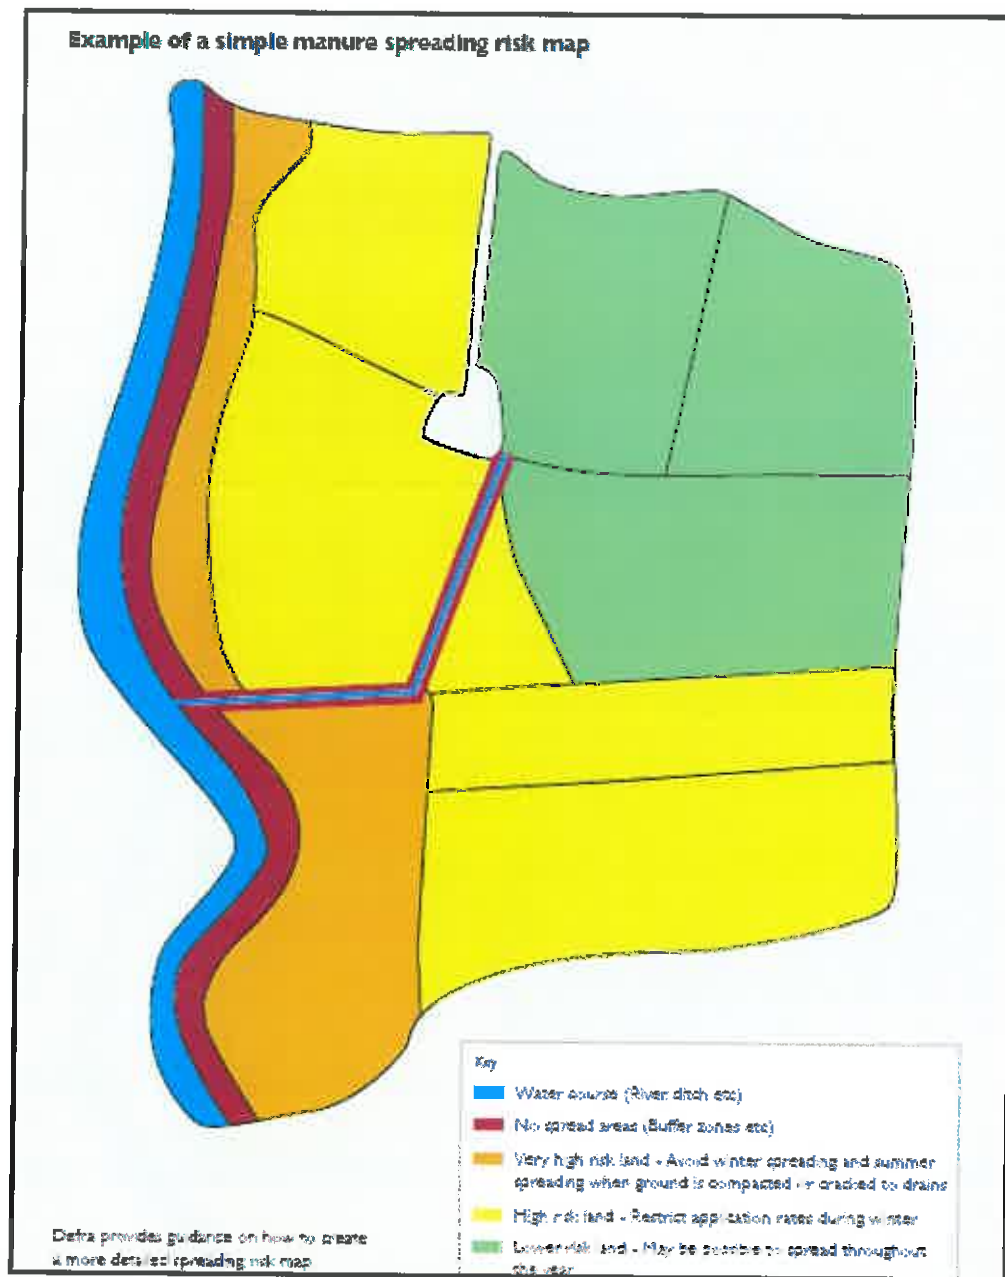 Example of a simple manure spreading risk map
Key
Water course (River ditch etc)
No spread areas (Buffer zones etc)
Very high risk land - Avoid winter spreading and summer
spreading when ground is compacted or cracked to drains
High risk land - Restrict application rates during winter
Lower risk land - May be possible to spread throughout
the year
Defra provides guidance on how to create
a more detailed spreading risk map